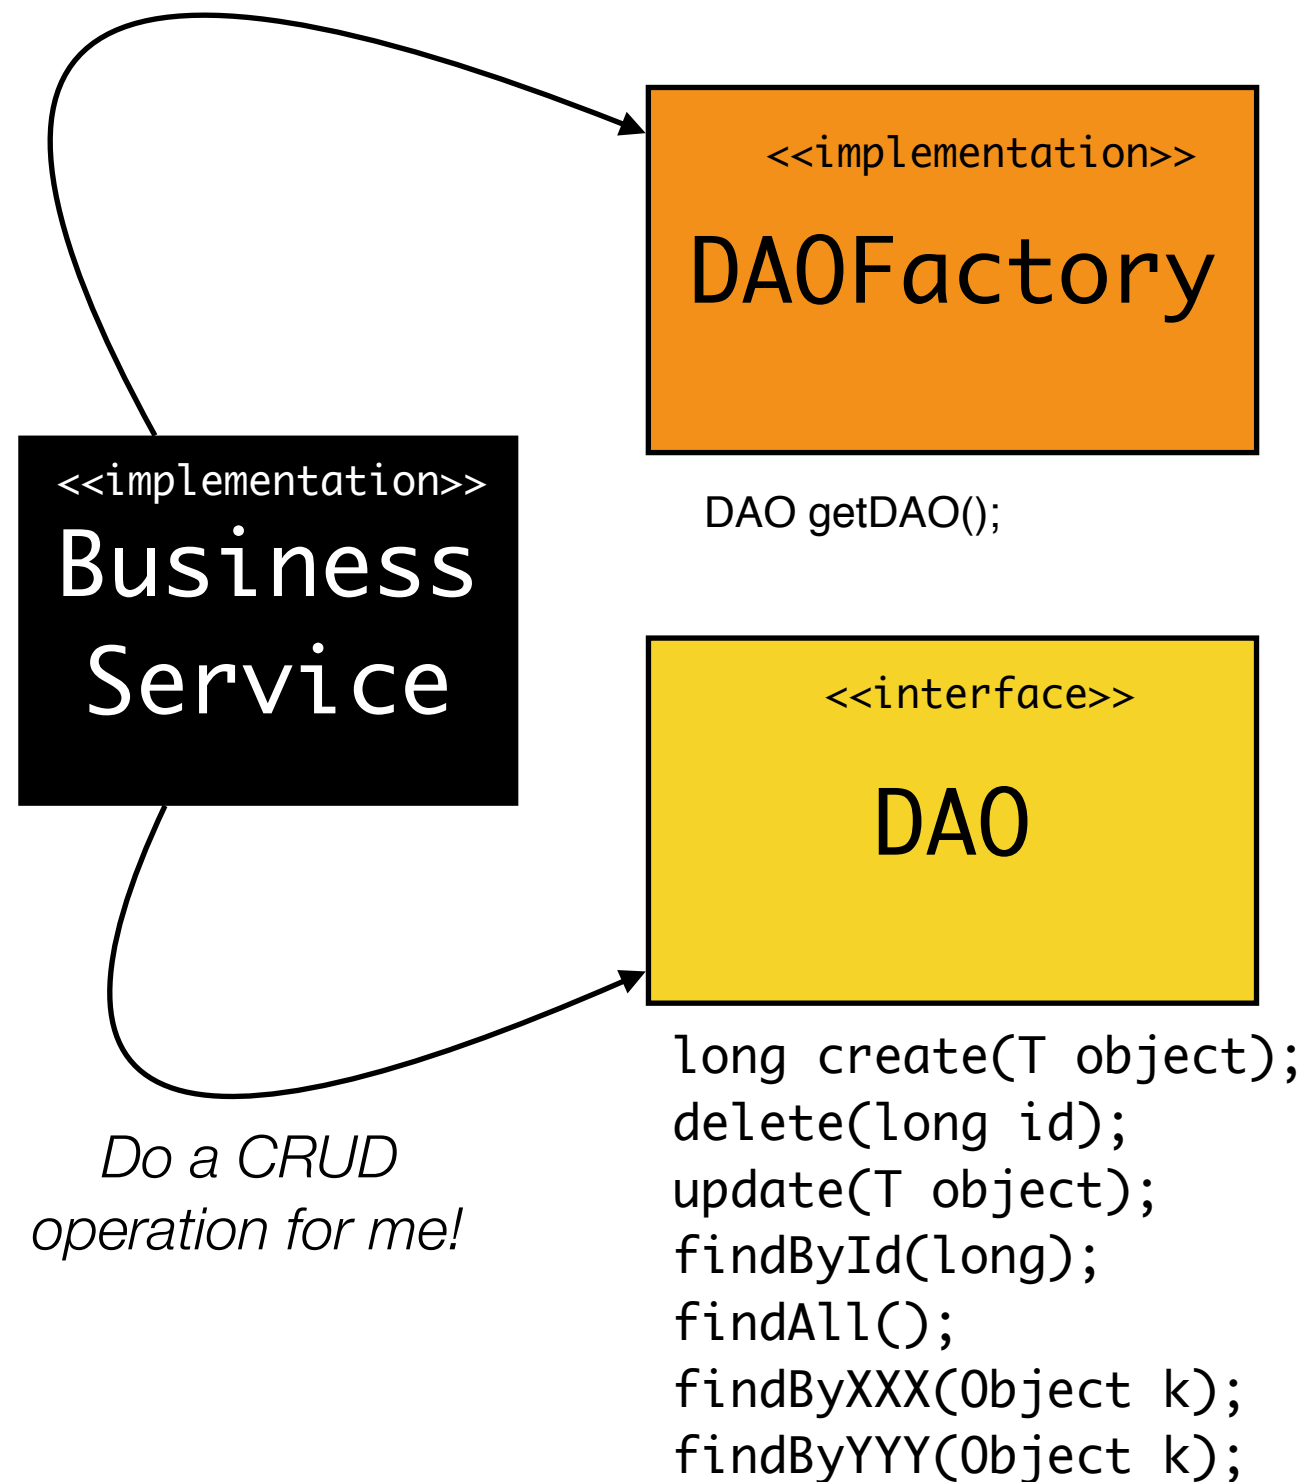 <<implementation>>
DAOFactory
DAO getDAO();
<<implementation>>
Business
Service
<<interface>>
DAO
Do a CRUD
operation for me!
long create(T object);
delete(long id);
update(T object);
findById(long);
findAll();
findByXXX(Object k);
findByYYY(Object k);